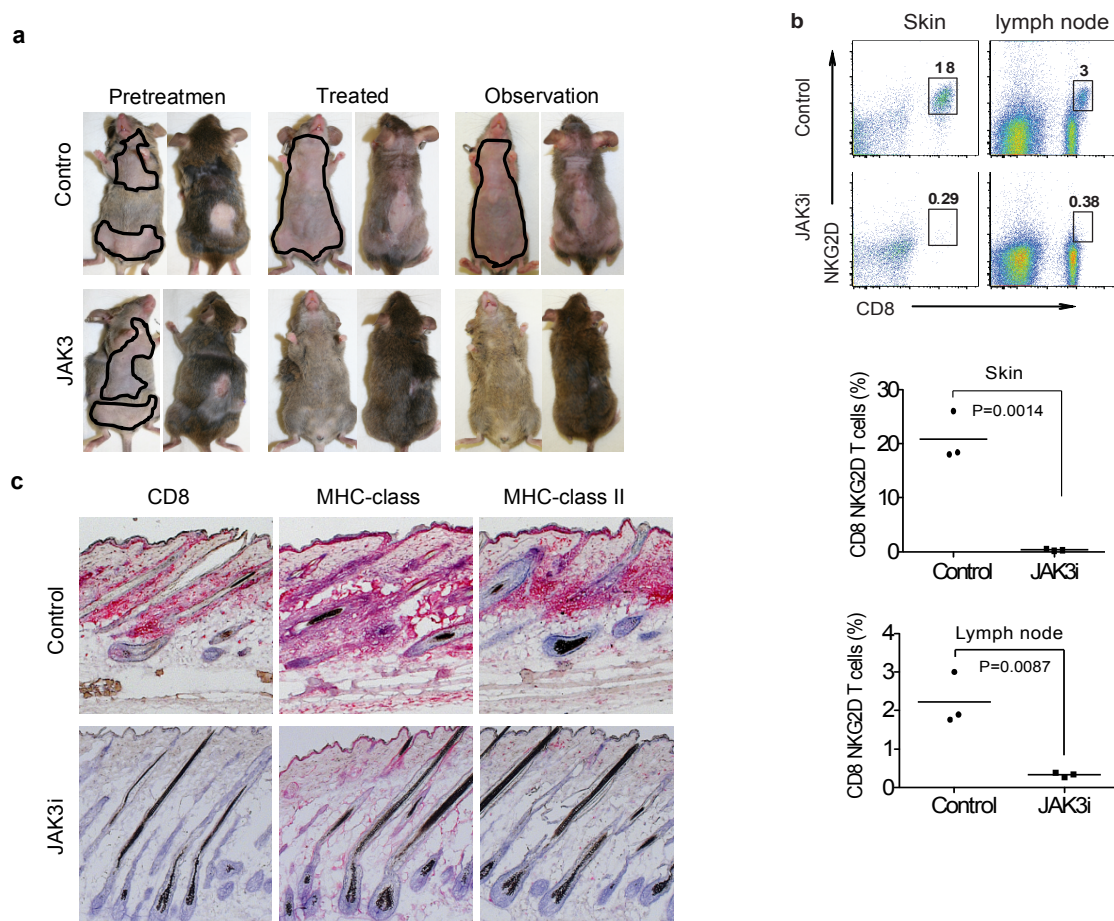 a
Pretreatmen Treated Observation
Contro
JAK3
b
Skin lymph node
Control
18 3
JAK3i
0.29 0.38
NKG2D
CD8
Skin
P=0.0014
CD8 NKG2D T cells (%)
30
20
10
0
Control JAK3i
Lymph node
P=0.0087
CD8 NKG2D T cells (%)
4
3
2
1
0
Control JAK3i
c
CD8 MHC-class MHC-class II
Control
JAK3i